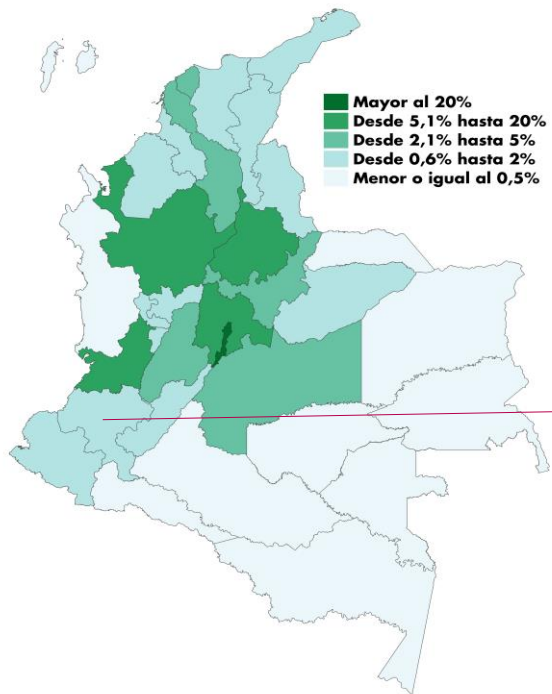 Mayor al 20%
Desde 5,1% hasta 20%
Desde 2,1% hasta 5%
Desde 0,6% hasta 2%
Menor o igual al 0,5%